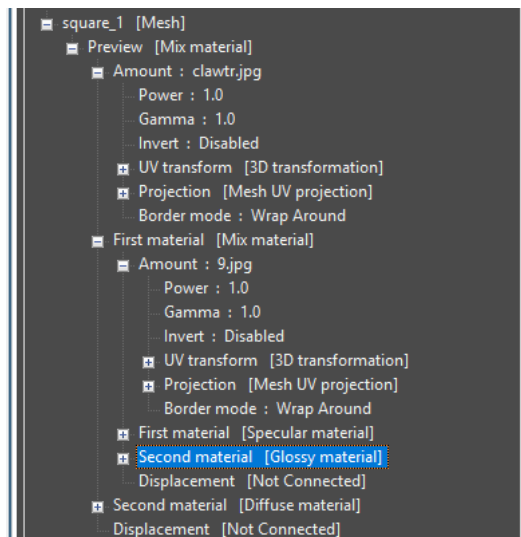 square_1 [Mesh]
Preview [Mix material]
Amount : clawtr.jpg
Power : 1.0
Gamma : 1.0
Invert : Disabled
UV transform [3D transformation]
Projection [Mesh UV projection]
Border mode : Wrap Around
First material [Mix material]
Amount : 9.jpg
Power : 1.0
Gamma : 1.0
Invert : Disabled
UV transform [3D transformation]
Projection [Mesh UV projection]
Border mode : Wrap Around
First material [Specular material]
Second material [Glossy material]
Displacement [Not Connected]
Second material [Diffuse material]
Displacement [Not Connected]